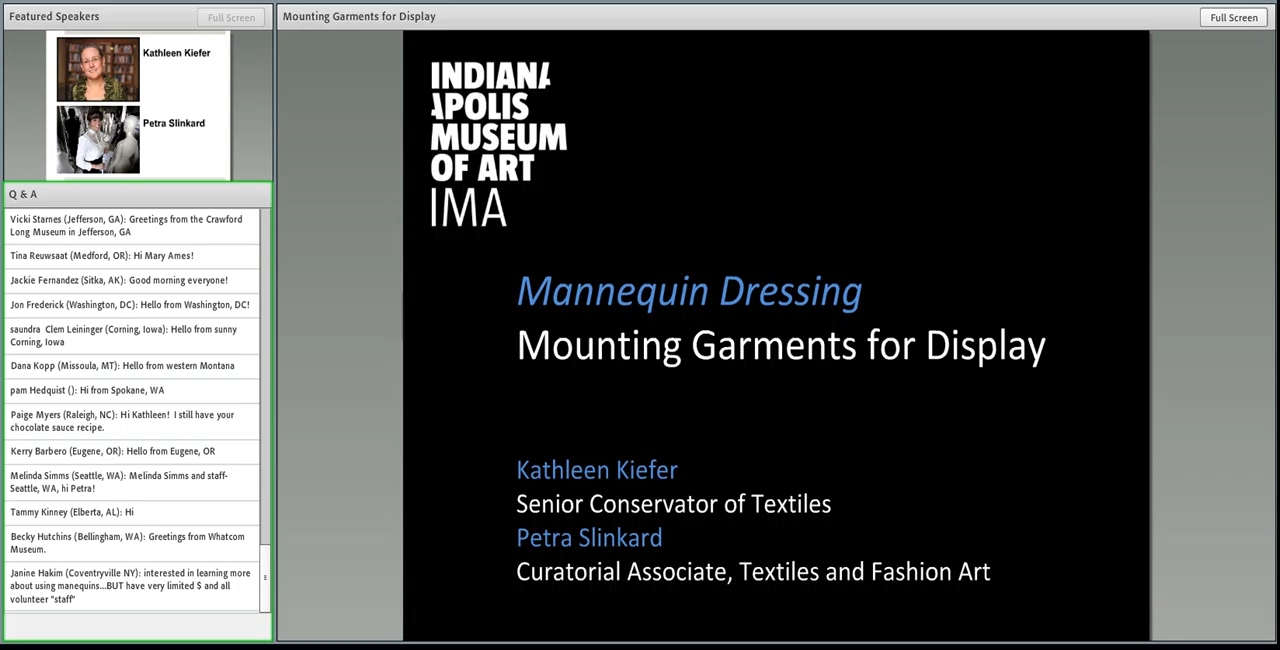 Featured Speakers
Full Screen
Kathleen Kiefer
Petra Slinkard
Q & A
Vicki Starnes (Jefferson, GA): Greetings from the Crawford
Long Museum in Jefferson, GA
Tina Reuwsaat (Medford, OR): Hi Mary Ames!
Jackie Fernandez (Sitka, AK): Good morning everyone!
Jon Frederick (Washington, DC): Hello from Washington, DC!
saundra Clem Leininger (Corning, Iowa): Hello from sunny
Corning, Iowa
Dana Kopp (Missoula, MT): Hello from western Montana
pam Hedquist (): Hi from Spokane, WA
Paige Myers (Raleigh, NC): Hi Kathleen! I still have your
chocolate sauce recipe.
Kerry Barbero (Eugene, OR): Hello from Eugene, OR
Melinda Simms (Seattle, WA): Melinda Simms and staff-
Seattle, WA, hi Petra!
Tammy Kinney (Elberta, AL): Hi
Becky Hutchins (Bellingham, WA): Greetings from Whatcom
Museum.
Janine Hakim (Coventryville NY): interested in learning more
about using manequins...BUT have very limited $ and all
volunteer "staff"
Mounting Garments for Display
Full Screen
INDIANA
APOLIS
MUSEUM
OF ART
IMA
Mannequin Dressing
Mounting Garments for Display
Kathleen Kiefer
Senior Conservator of Textiles
Petra Slinkard
Curatorial Associate, Textiles and Fashion Art